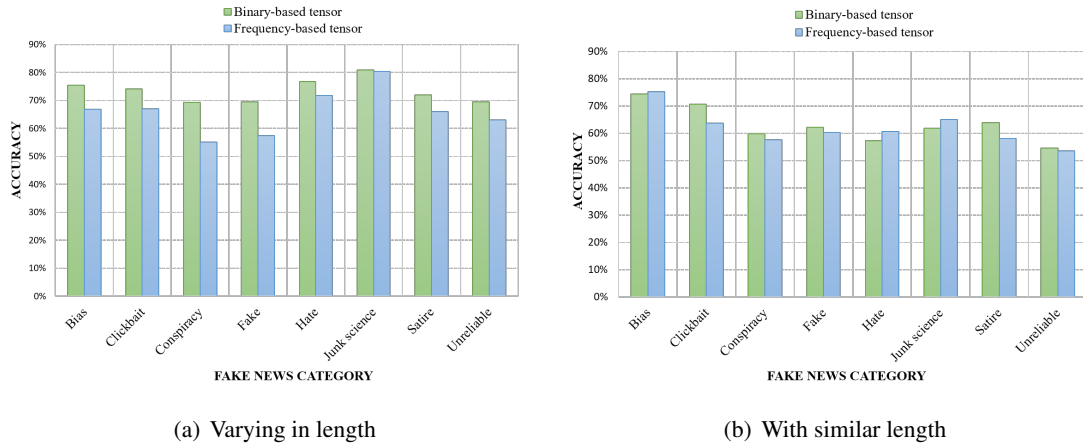 Binary-based tensor
Frequency-based tensor
90%
80%
70%
60%
50%
40%
30%
20%
10%
0%
ACCURACY
Bias
Clickbait
Conspiracy
Fake
Hate
Junk science
Satire
Unreliable
FAKE NEWS CATEGORY
(a) Varying in length
Binary-based tensor
Frequency-based tensor
90%
80%
70%
60%
50%
40%
30%
20%
10%
0%
ACCURACY
Bias
Clickbait
Conspiracy
Fake
Hate
Junk science
Satire
Unreliable
FAKE NEWS CATEGORY
(b) With similar length